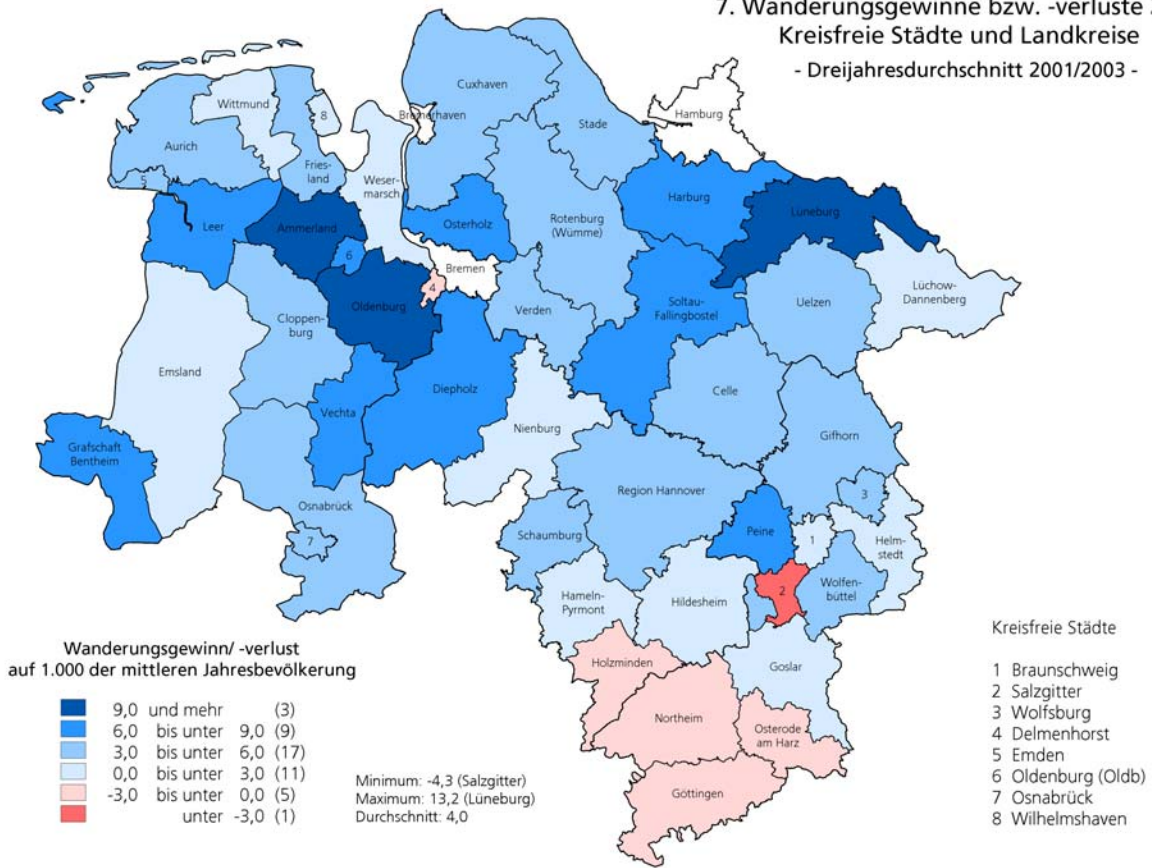 7. Wanderungsgewinne bzw. -verluste
Kreisfreie Städte und Landkreise
- Dreijahresdurchschnitt 2001/2003 -
Cuxhaven
Wittmund
8
Bremerhaven
Hamburg
Stade
Aurich
Fries-
land
Weser-
marsch
5
Harburg
Lüneburg
Leer
Ammerland
Osterholz
Rotenburg
(Wümme)
6
Bremen
4
Lüchow-
Dannenberg
Oldenburg
Soltau-
Fallingbostel
Uelzen
Verden
Cloppen-
burg
Emsland
Diepholz
Celle
Vechta
Nienburg
Gifhorn
Grafschaft
Bentheim
Region Hannover
3
Osnabrück
7
Schaumburg
Peine
1
Helm-
stedt
2
Wolfen-
büttel
Hameln-
Pyrmont
Hildesheim
Holzminden
Goslar
Northeim
Osterode
am Harz
Göttingen
Wanderungsgewinn/ -verlust
auf 1.000 der mittleren Jahresbevölkerung
9,0 und mehr (3)
6,0 bis unter 9,0 (9)
3,0 bis unter 6,0 (17)
0,0 bis unter 3,0 (11)
-3,0 bis unter 0,0 (5)
unter -3,0 (1)
Minimum: -4,3 (Salzgitter)
Maximum: 13,2 (Lüneburg)
Durchschnitt: 4,0
Kreisfreie Städte
1 Braunschweig
2 Salzgitter
3 Wolfsburg
4 Delmenhorst
5 Emden
6 Oldenburg (Oldb)
7 Osnabrück
8 Wilhelmshaven